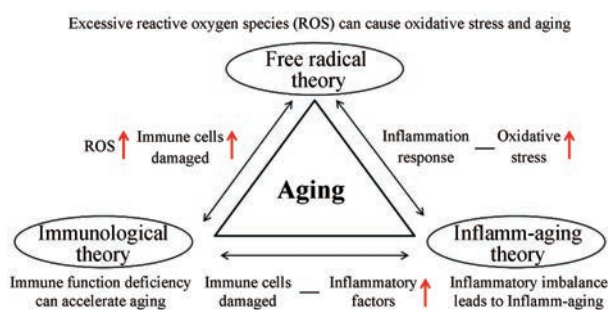 Excessive reactive oxygen species (ROS) can cause oxidative stress and aging
Free radical
theory
ROS
Immune cells
damaged
Inflammation
response
Oxidative
stress
Aging
Immunological
theory
Immune function deficiency
can accelerate aging
Immune cells
damaged
Inflammatory
factors
Inflamm-aging
theory
Inflammatory imbalance
leads to Inflamm-aging